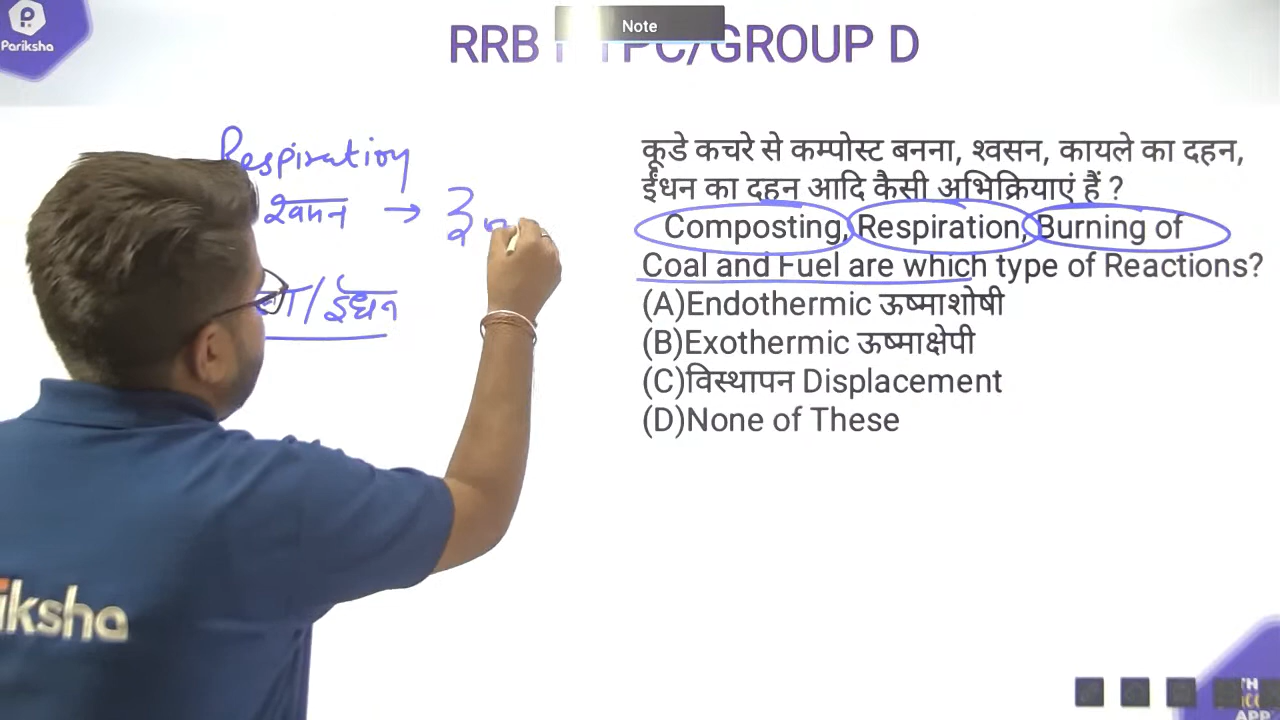 Pariksha
Note
RRB NTPC/GROUP D
Respiration
श्वसन →
/ईंधन
कूडे कचरे से कम्पोस्ट बनना, श्वसन, कायले का दहन,
ईंधन का दहन आदि कैसी अभिक्रियाएं हैं ?
Composting, Respiration, Burning of
Coal and Fuel are which type of Reactions?
(A)Endothermic ऊष्माशोषी
(B)Exothermic ऊष्माक्षेपी
(C)विस्थापन Displacement
(D)None of These
iksha
APP